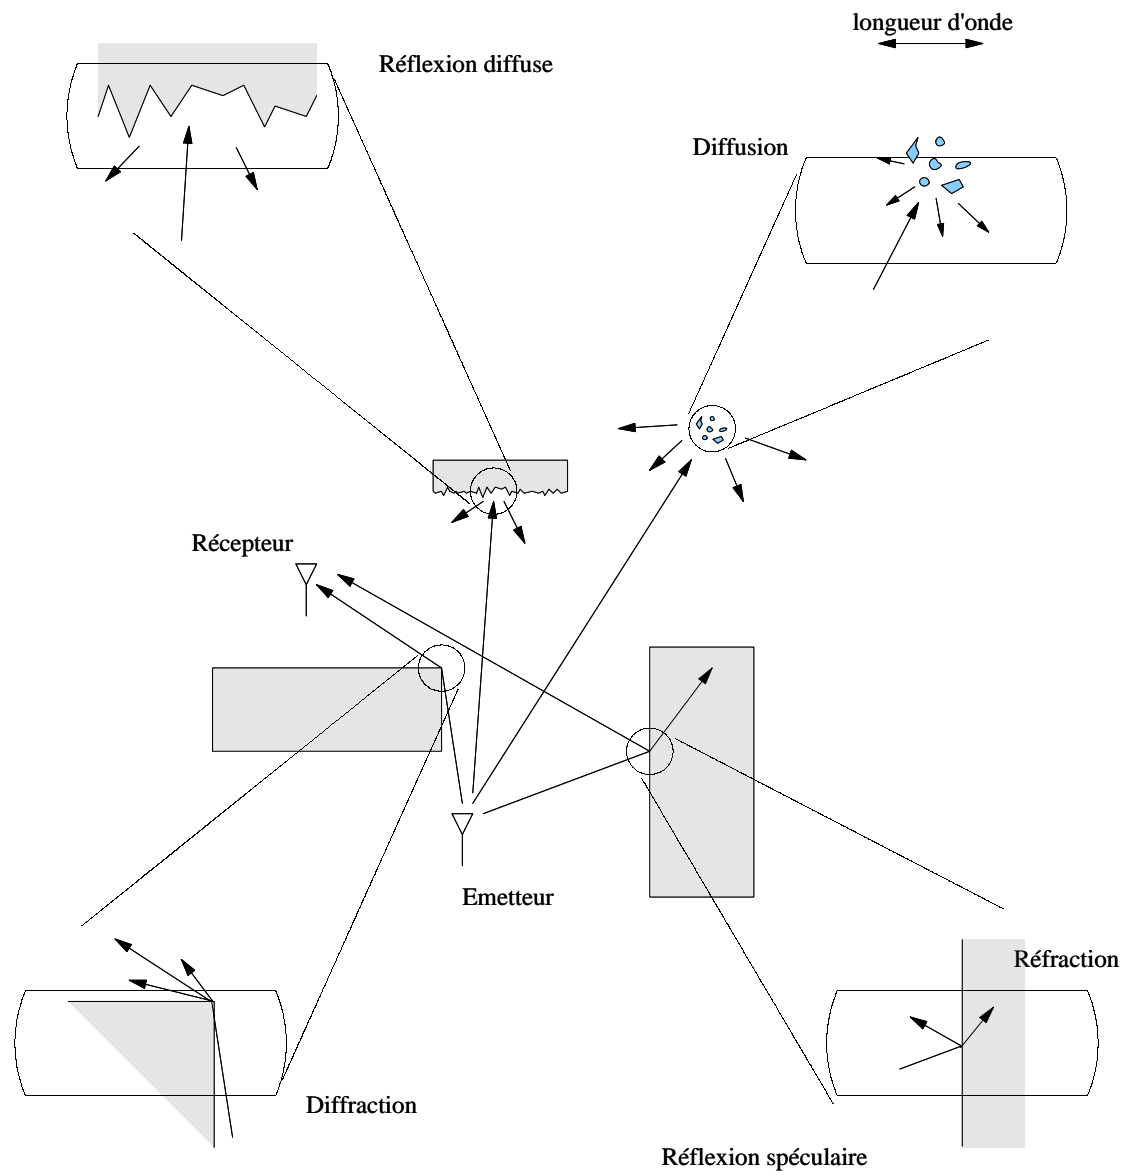 longueur d'onde
Réflexion diffuse
Diffusion
Récepteur
Emetteur
Réfraction
Diffraction
Réflexion spéculaire